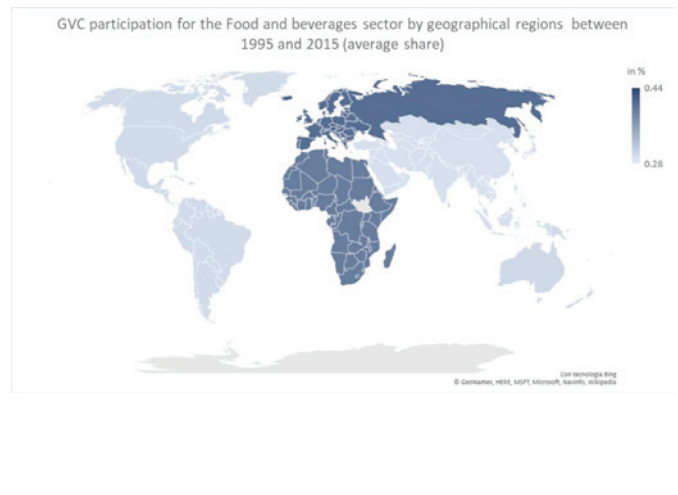 GVC participation for the Food and beverages sector by geographical regions between
1995 and 2015 (average share)
in %
0.44
0.28
Con tecnología Bing
© GeoNames, HERE, MSFT, Microsoft, NavInfo, Wikipedia